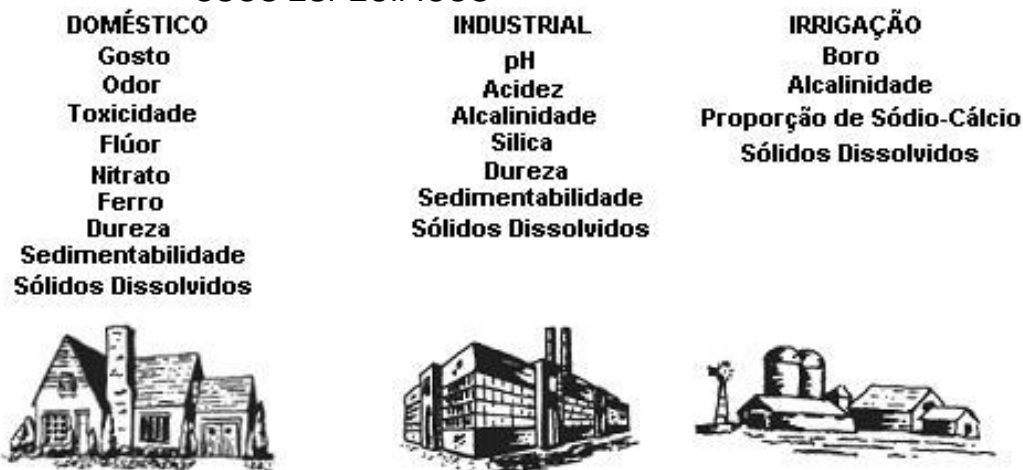 DOMÉSTICO
Gosto
Odor
Toxicidade
Flúor
Nitrato
Ferro
Dureza
Sedimentabilidade
Sólidos Dissolvidos
INDUSTRIAL
pH
Acidez
Alcalinidade
Silica
Dureza
Sedimentabilidade
Sólidos Dissolvidos
IRRIGAÇÃO
Boro
Alcalinidade
Proporção de Sódio-Cálcio
Sólidos Dissolvidos